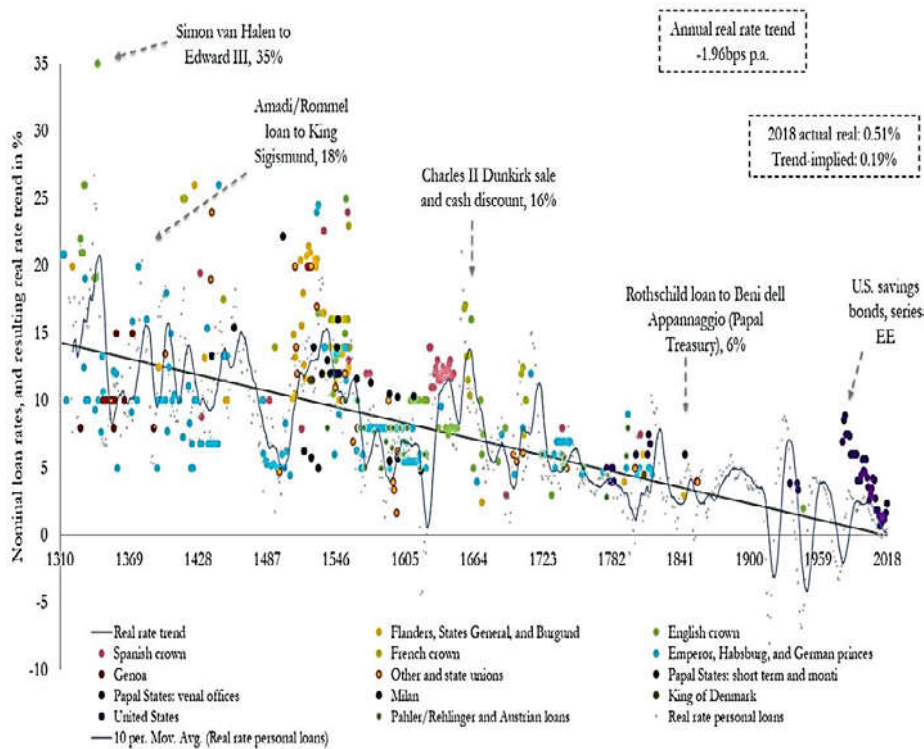 Simon van Halen to
Edward III, 35%
Annual real rate trend
-1.96bps p.a.
Amadi/Rommel
loan to King
Sigismund, 18%
2018 actual real: 0.51%
Trend-implied: 0.19%
Charles II Dunkirk sale
and cash discount, 16%
Rothschild loan to Beni dell
Appannaggio (Papal
Treasury), 6%
U.S. savings
bonds, series
EE
Nominal loan rates, and resulting real rate trend in %
35
30
25
20
15
10
5
0
-5
-10
1310 1369 1428 1487 1546 1605 1664 1723 1782 1841 1900 1959 2018
Real rate trend
Flanders, States General, and Burgund
English crown
Spanish crown
French crown
Emperor, Habsburg, and German princes
Genoa
Other and state unions
Papal States: short term and monti
Papal States: venal offices
Milan
King of Denmark
United States
Pahler/Rehlinger and Austrian loans
Real rate personal loans
10 per. Mov. Avg. (Real rate personal loans)